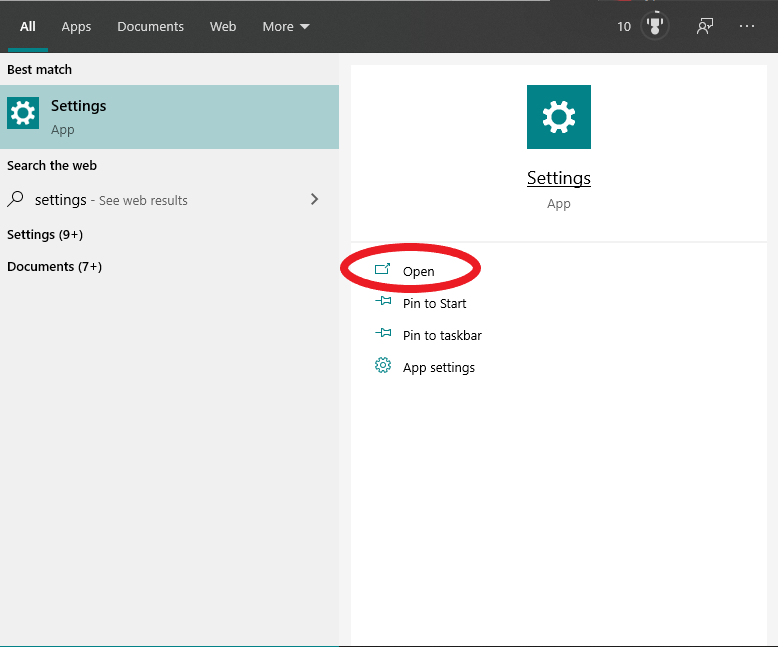 All Apps Documents Web More 10
Best match
Settings
App
Search the web
settings - See web results
Settings (9+)
Documents (7+)
Settings
App
Open
Pin to Start
Pin to taskbar
App settings